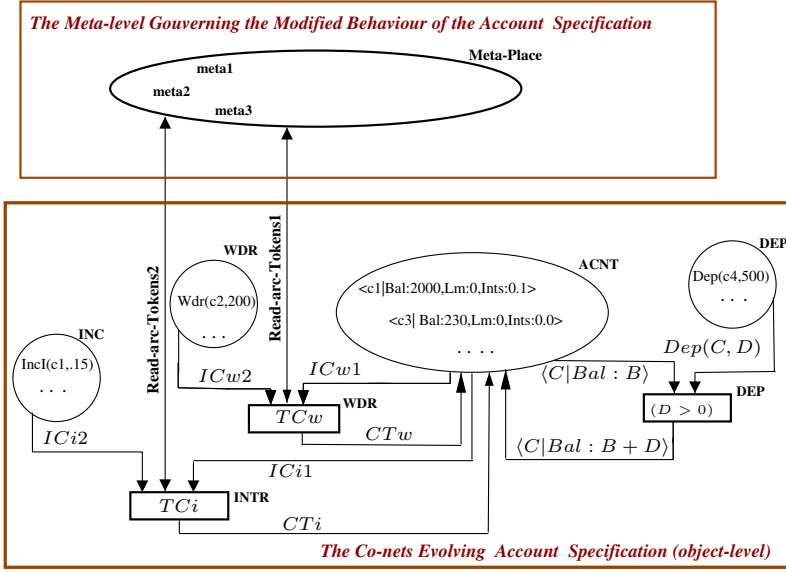 The Meta-level Gouverning the Modified Behaviour of the Account Specification
Meta-Place
meta1
meta2
meta3
Read-arc-Tokens2
Read-arc-Tokens1
WDR
Wdr(c2,200)
. . .
ACNT
<c1|Bal:2000,Lm:0,Ints:0.1>
<c3| Bal:230,Lm:0,Ints:0.0>
. . . .
DEP
Dep(c4,500)
. . .
INC
IncI(c1,.15)
. . .
ICw2
ICw1
⟨C|Bal : B⟩
Dep(C, D)
TCw
WDR
DEP
(D > 0)
ICi2
CTw
⟨C|Bal : B + D⟩
ICi1
TCi
INTR
CTi
The Co-nets Evolving Account Specification (object-level)